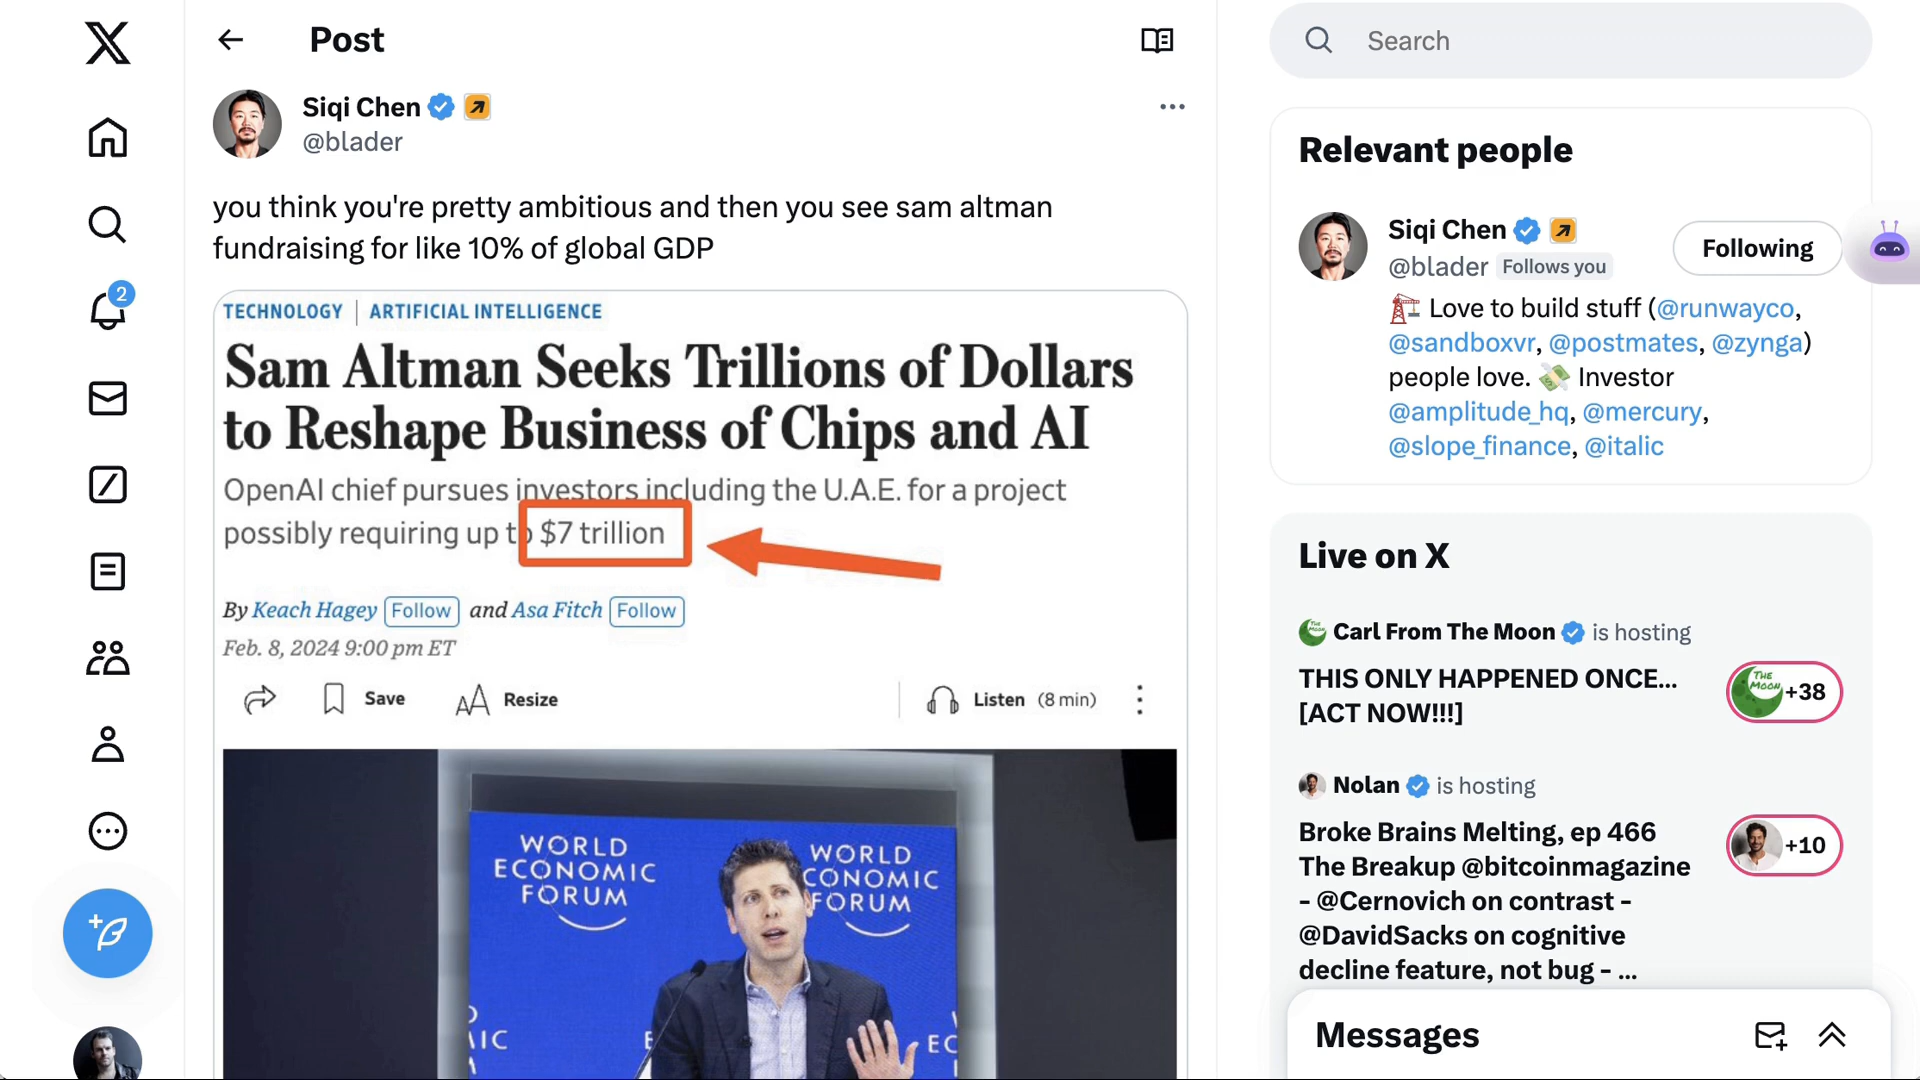 Post
Siqi Chen
@blader
you think you're pretty ambitious and then you see sam altman
fundraising for like 10% of global GDP
TECHNOLOGY | ARTIFICIAL INTELLIGENCE
Sam Altman Seeks Trillions of Dollars
to Reshape Business of Chips and AI
OpenAI chief pursues investors including the U.A.E. for a project
possibly requiring up to $7 trillion
By Keach Hagey Follow and Asa Fitch Follow
Feb. 8, 2024 9:00 pm ET
Save
Resize
Listen (8 min)
WORLD
ECONOMIC
FORUM
WORLD
CONOMIC
FORUM
MIC
EC
2
Search
Relevant people
Siqi Chen
@blader Follows you
Following
Love to build stuff (@runwayco,
@sandboxvr, @postmates, @zynga)
people love. Investor
@amplitude_hq, @mercury,
@slope_finance, @italic
Live on X
Carl From The Moon is hosting
THIS ONLY HAPPENED ONCE...
[ACT NOW!!!]
THE
Moon
+38
Nolan is hosting
Broke Brains Melting, ep 466
The Breakup @bitcoinmagazine
- @Cernovich on contrast -
@DavidSacks on cognitive
decline feature, not bug - ...
+10
Messages